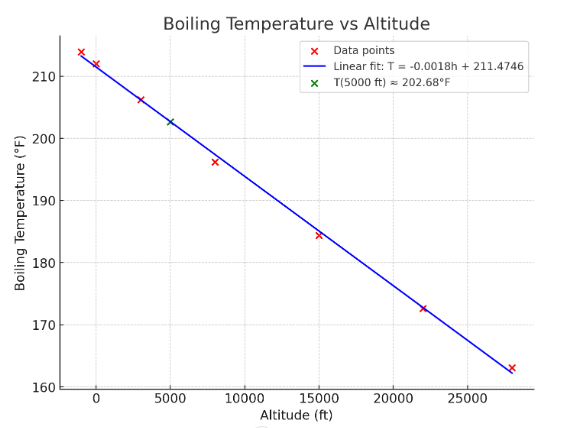 Boiling Temperature vs Altitude
Data points
Linear fit: T = -0.0018h + 211.4746
T(5000 ft) ≈ 202.68°F
Boiling Temperature (°F)
210
200
190
180
170
160
0 5000 10000 15000 20000 25000
Altitude (ft)